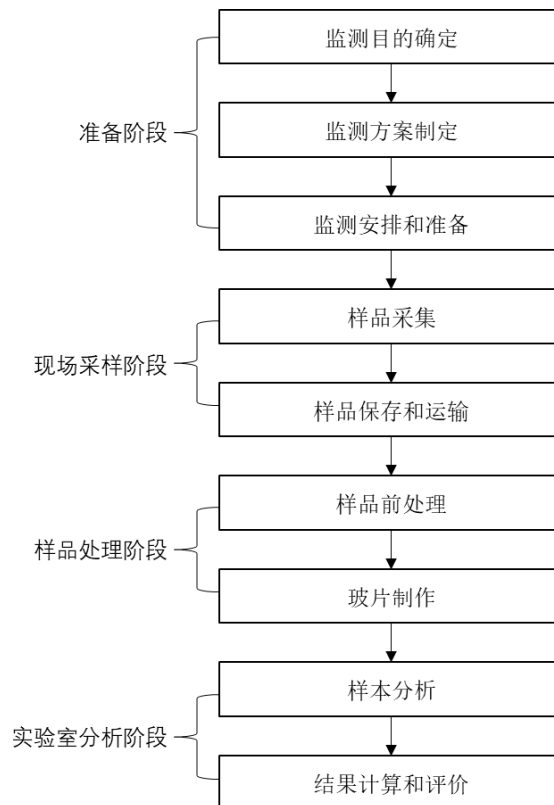 监测目的确定
准备阶段
监测方案制定
监测安排和准备
样品采集
现场采样阶段
样品保存和运输
样品前处理
样品处理阶段
玻片制作
样本分析
实验室分析阶段
结果计算和评价